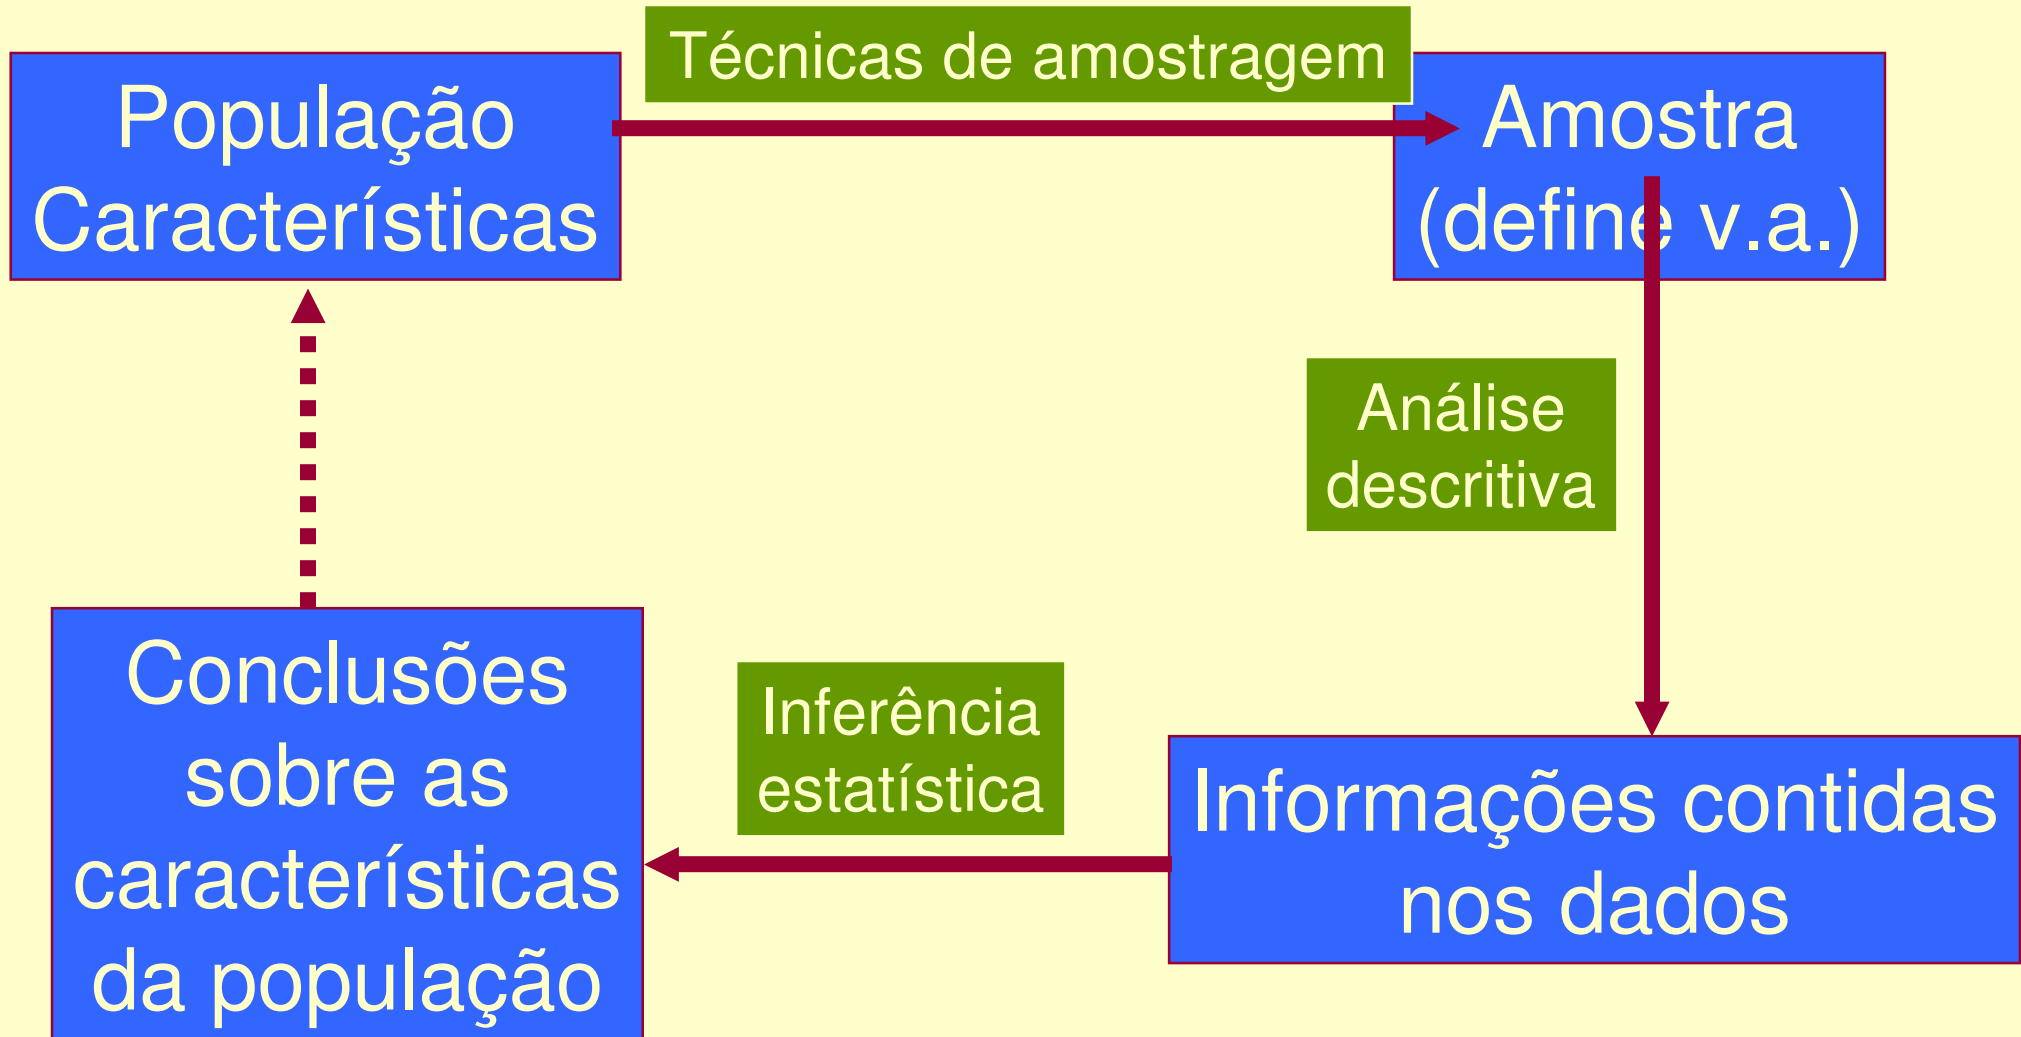 Técnicas de amostragem
População
Características
Amostra
(define v.a.)
Análise
descritiva
Conclusões
sobre as
características
da população
Inferência
estatística
Informações contidas
nos dados